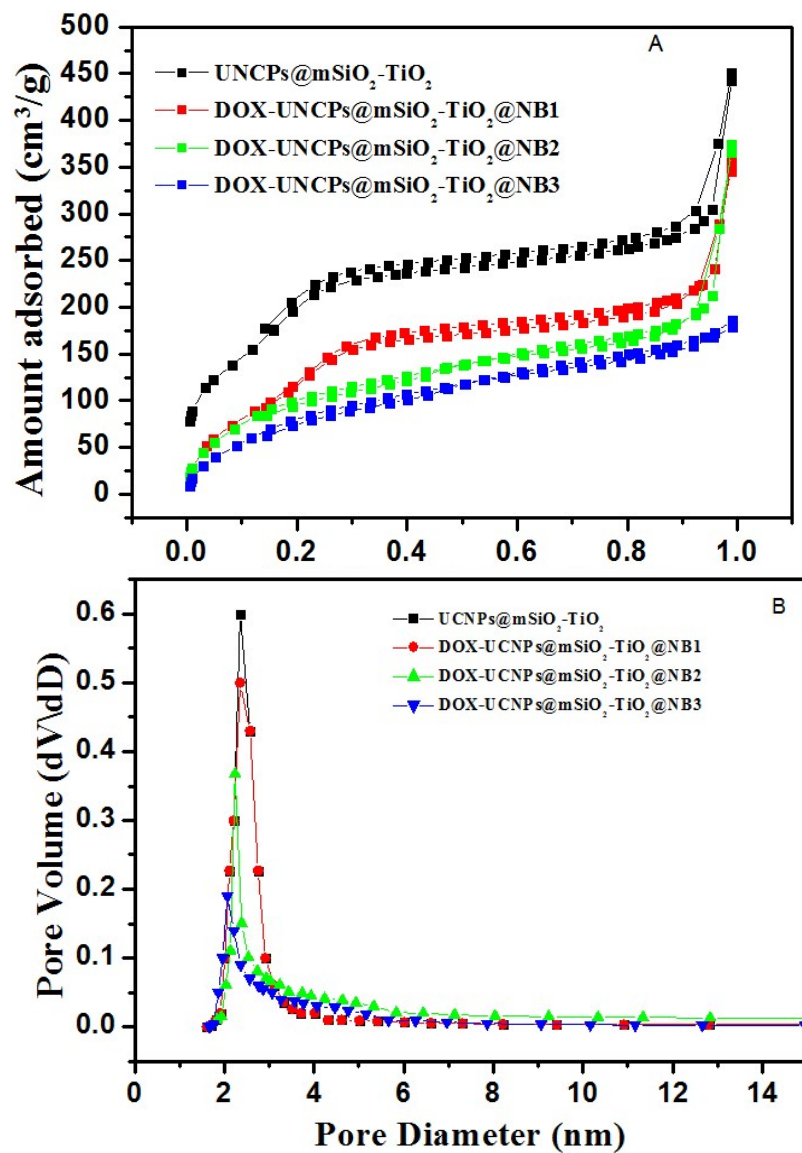 A
UNCPs@mSiO₂-TiO₂
DOX-UNCPs@mSiO₂-TiO₂@NB1
DOX-UNCPs@mSiO₂-TiO₂@NB2
DOX-UNCPs@mSiO₂-TiO₂@NB3
Amount adsorbed (cm³/g)
500
450
400
350
300
250
200
150
100
50
0
0.0 0.2 0.4 0.6 0.8 1.0
B
UCNPs@mSiO₂-TiO₂
DOX-UCNPs@mSiO₂-TiO₂@NB1
DOX-UCNPs@mSiO₂-TiO₂@NB2
DOX-UCNPs@mSiO₂-TiO₂@NB3
Pore Volume (dV\dD)
0.6
0.5
0.4
0.3
0.2
0.1
0.0
0 2 4 6 8 10 12 14
Pore Diameter (nm)